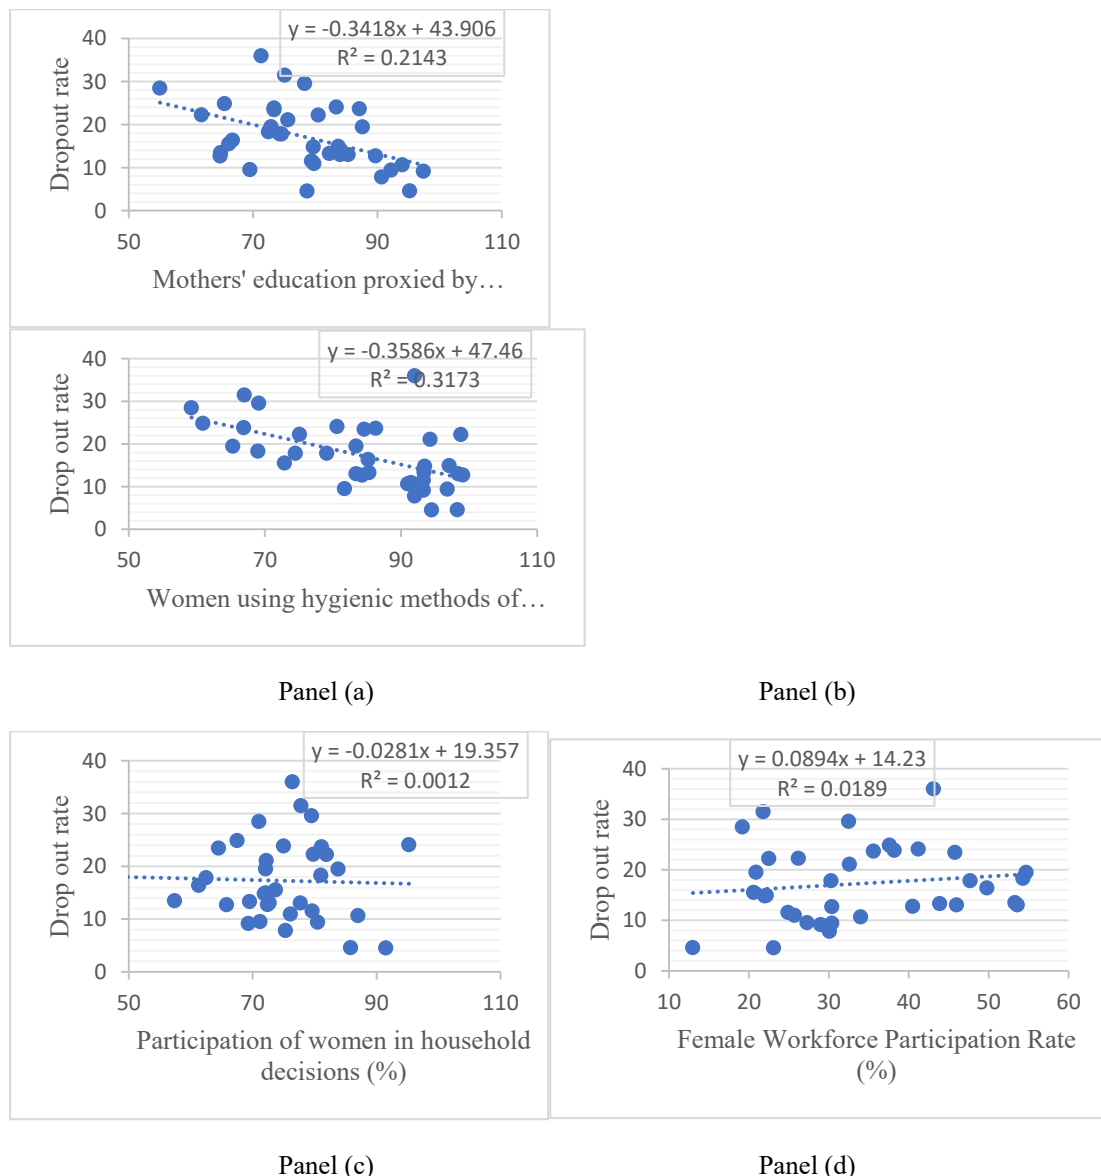 y = -0.3418x + 43.906
R² = 0.2143
40
30
20
10
0
50 70 90 110
Dropout rate
Mothers' education proxied by…
y = -0.3586x + 47.46
R² = 0.3173
40
30
20
10
0
50 70 90 110
Drop out rate
Women using hygienic methods of…
Panel (a) Panel (b)
y = -0.0281x + 19.357
R² = 0.0012
40
30
20
10
0
50 70 90 110
Drop out rate
Participation of women in household
decisions (%)
y = 0.0894x + 14.23
R² = 0.0189
40
30
20
10
0
10 20 30 40 50 60
Drop out rate
Female Workforce Participation Rate
(%)
Panel (c) Panel (d)